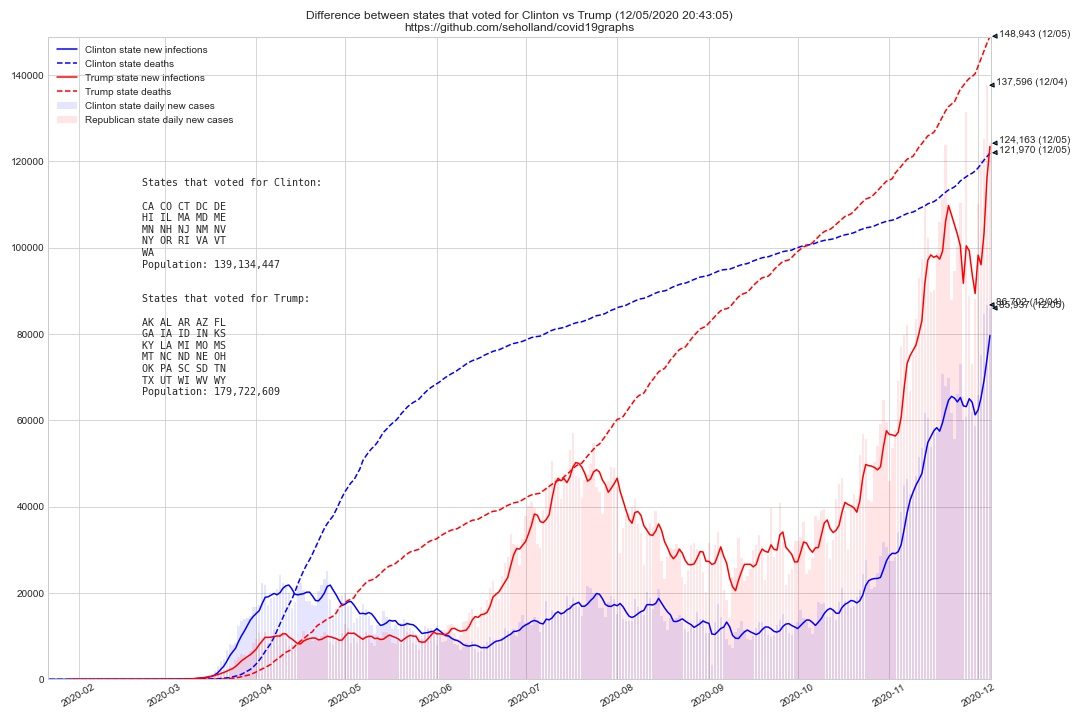 Difference between states that voted for Clinton vs Trump (12/05/2020 20:43:05)
https://github.com/seholland/covid19graphs
Clinton state new infections
Clinton state deaths
Trump state new infections
Trump state deaths
Clinton state daily new cases
Republican state daily new cases
States that voted for Clinton:
CA CO CT DC DE
HI IL MA MD ME
MN NH NJ NM NV
NY OR RI VA VT
WA
Population: 139,134,447
States that voted for Trump:
AK AL AR AZ FL
GA IA ID IN KS
KY LA MI MO MS
MT NC ND NE OH
OK PA SC SD TN
TX UT WI WV WY
Population: 179,722,609
148,943 (12/05)
137,596 (12/04)
124,163 (12/05)
121,970 (12/05)
86,702 (12/04)
140000
120000
100000
80000
60000
40000
20000
0
2020-02
2020-03
2020-04
2020-05
2020-06
2020-07
2020-08
2020-09
2020-10
2020-11
2020-12